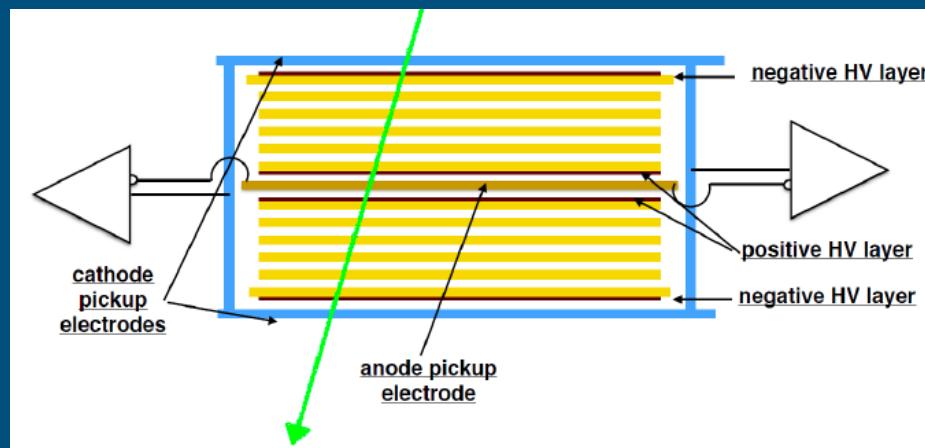 negative HV layer
cathode
pickup
electrodes
positive HV layer
negative HV layer
anode pickup
electrode